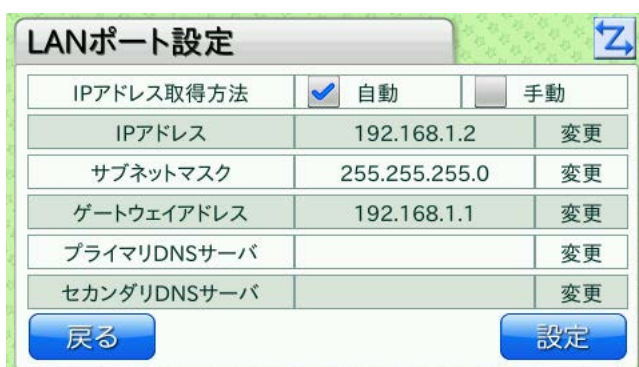 LANポート設定
IPアドレス取得方法 自動 手動
IPアドレス 192.168.1.2 変更
サブネットマスク 255.255.255.0 変更
ゲートウェイアドレス 192.168.1.1 変更
プライマリDNSサーバ 変更
セカンダリDNSサーバ 変更
戻る 設定